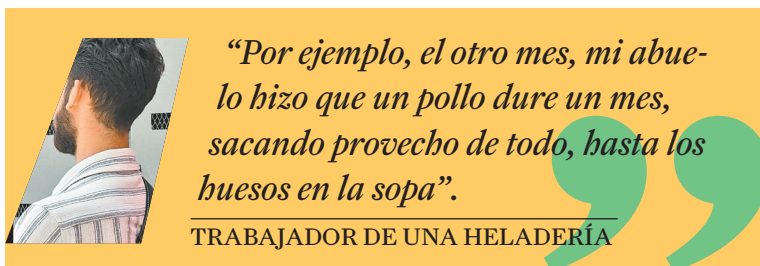 “Por ejemplo, el otro mes, mi abue-
lo hizo que un pollo dure un mes,
sacando provecho de todo, hasta los
huesos en la sopa”.
TRABAJADOR DE UNA HELADERÍA